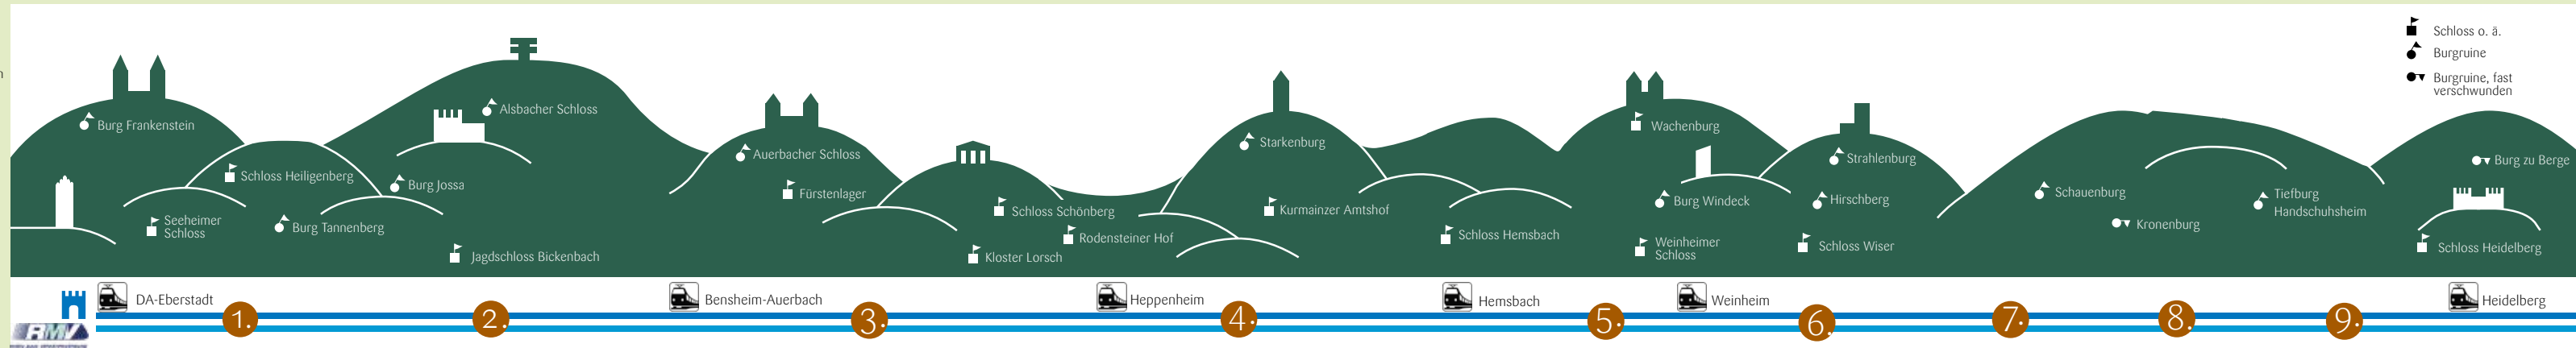 Schloss o. ä.
Burgruine
Burgruine, fast
verschwunden
n
Burg Frankenstein
Schloss Heiligenberg
Seeheimer
Schloss
Burg Tannenberg
Alsbacher Schloss
Burg Jossa
Jagdschloss Bickenbach
Auerbacher Schloss
Fürstenlager
Schloss Schönberg
Rodensteiner Hof
Kloster Lorsch
Starkenburg
Kurmainzer Amtshof
Schloss Hemsbach
Wachenburg
Burg Windeck
Weinheimer
Schloss
Strahlenburg
Hirschberg
Schloss Wiser
Schauenburg
Kronenburg
Tiefburg
Handschuhsheim
Burg zu Berge
Schloss Heidelberg
DA-Eberstadt
Bensheim-Auerbach
Heppenheim
Hemsbach
Weinheim
Heidelberg
RMV
1.
2.
3.
4.
5.
6.
7.
8.
9.